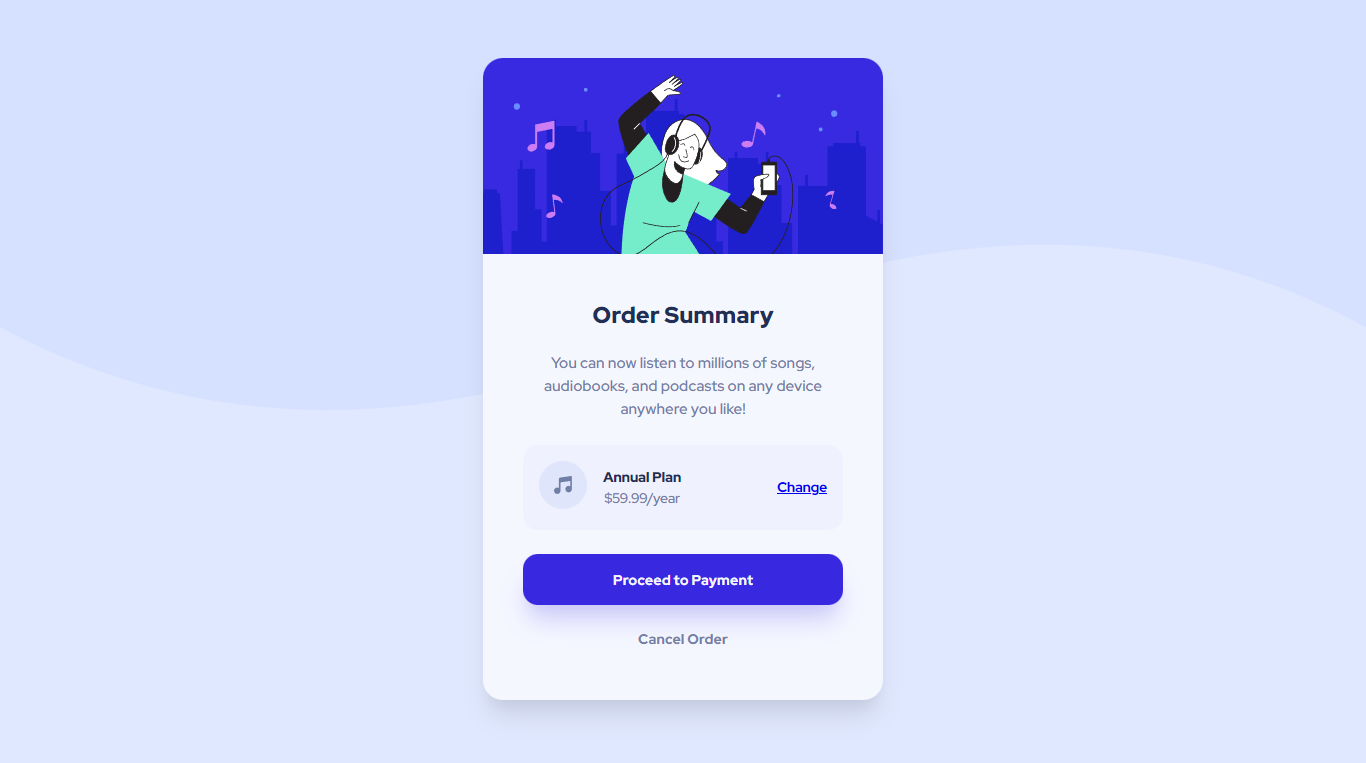 Order Summary
You can now listen to millions of songs,
audiobooks, and podcasts on any device
anywhere you like!
Annual Plan
$59.99/year
Change
Proceed to Payment
Cancel Order